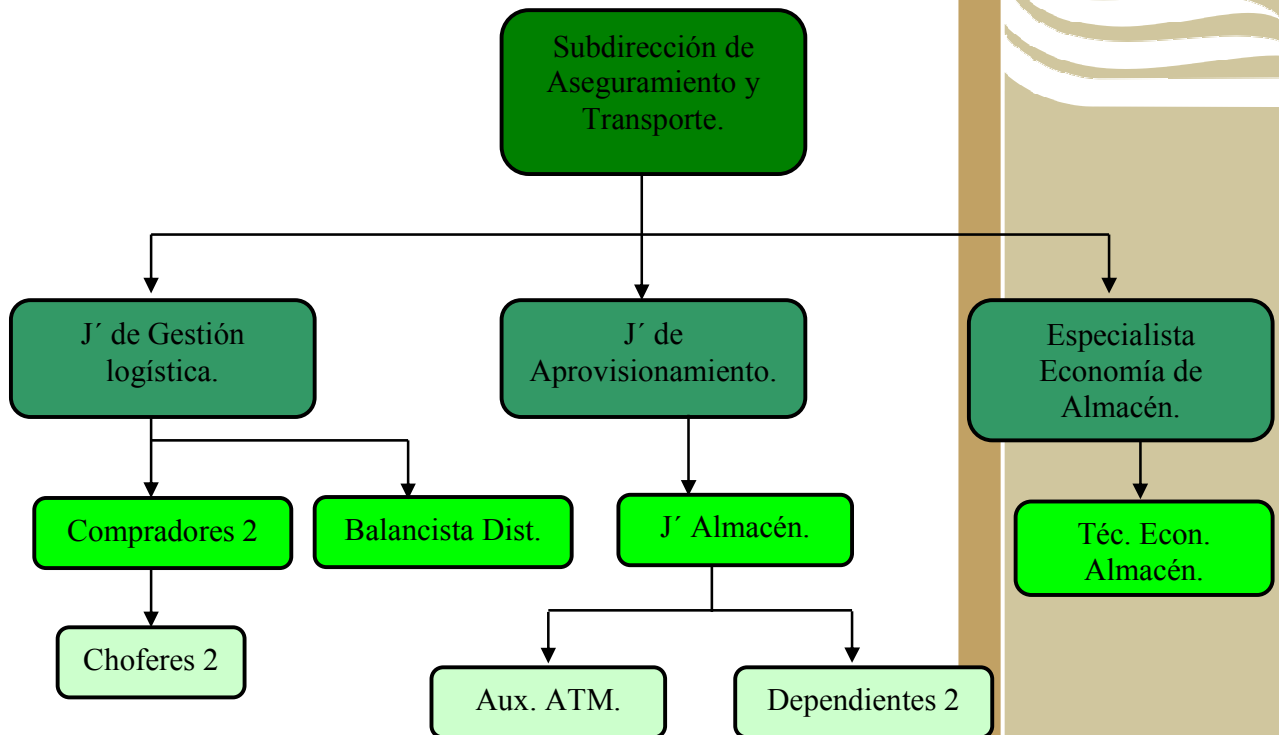 Subdirección de
Aseguramiento y
Transporte.
J´ de Gestión
logística.
J´ de
Aprovisionamiento.
Especialista
Economía de
Almacén.
Compradores 2
Balancista Dist.
J´ Almacén.
Téc. Econ.
Almacén.
Choferes 2
Aux. ATM.
Dependientes 2